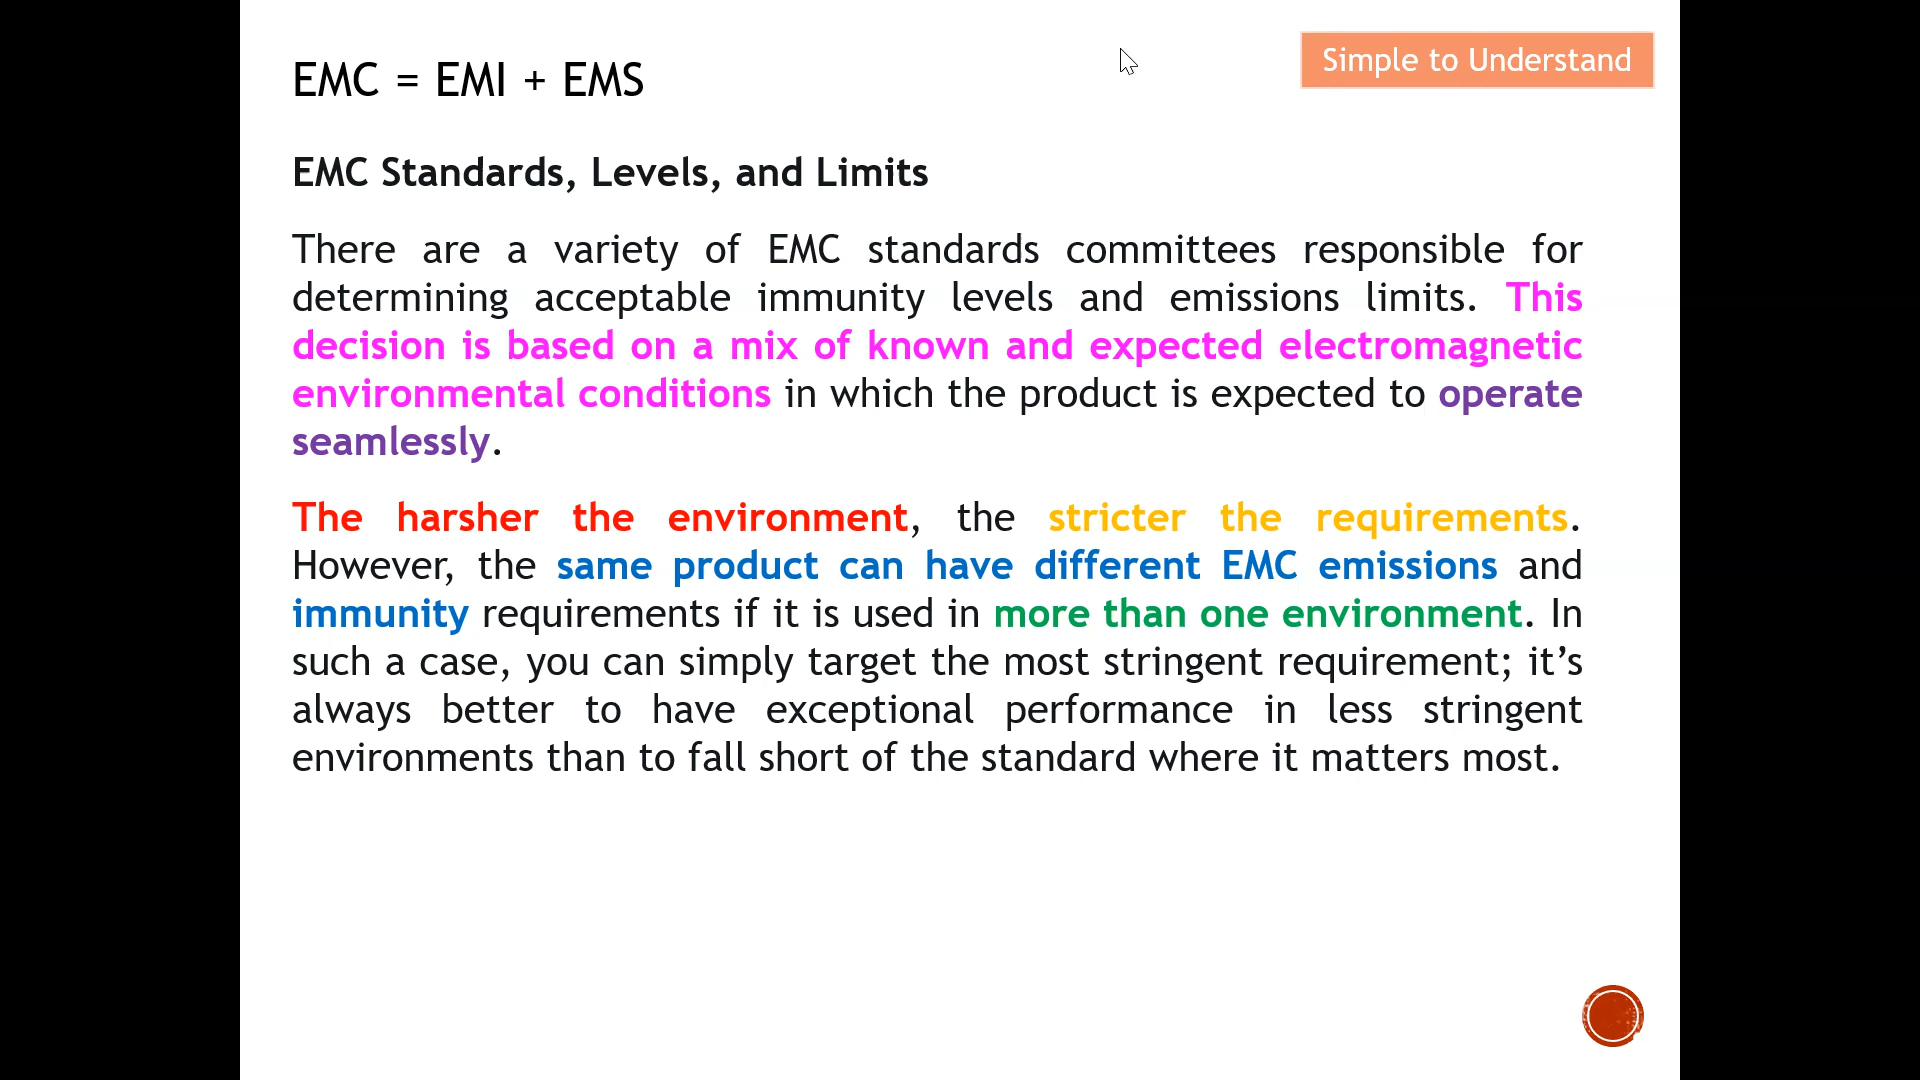 EMC = EMI + EMS
Simple to Understand
EMC Standards, Levels, and Limits
There are a variety of EMC standards committees responsible for
determining acceptable immunity levels and emissions limits. This
decision is based on a mix of known and expected electromagnetic
environmental conditions in which the product is expected to operate
seamlessly.
The harsher the environment, the stricter the requirements.
However, the same product can have different EMC emissions and
immunity requirements if it is used in more than one environment. In
such a case, you can simply target the most stringent requirement; it’s
always better to have exceptional performance in less stringent
environments than to fall short of the standard where it matters most.